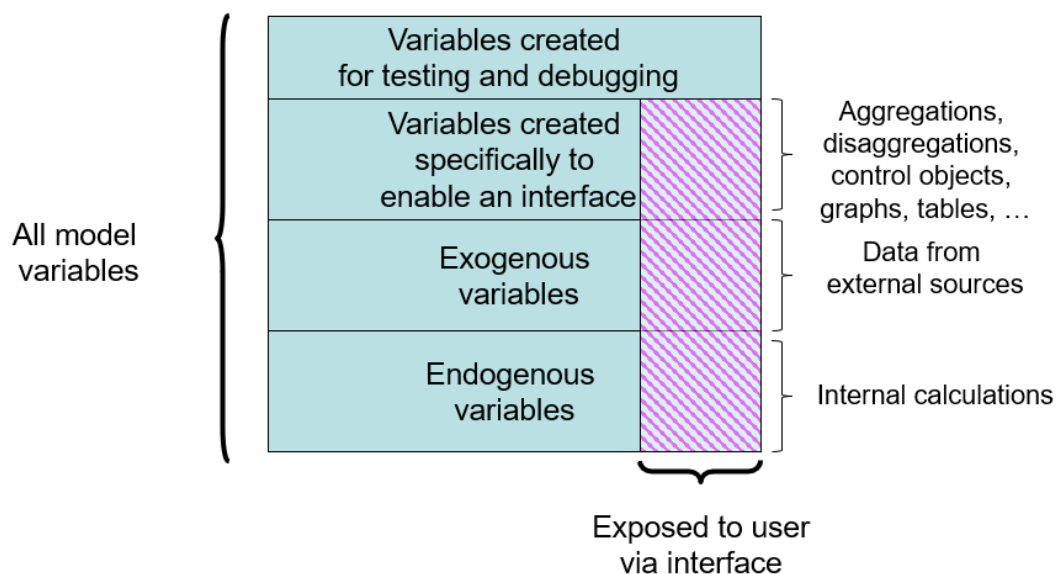 Variables created
for testing and debugging
Variables created
specifically to
enable an interface
Aggregations,
disaggregations,
control objects,
graphs, tables, …
All model
variables
Exogenous
variables
Data from
external sources
Endogenous
variables
Internal calculations
Exposed to user
via interface